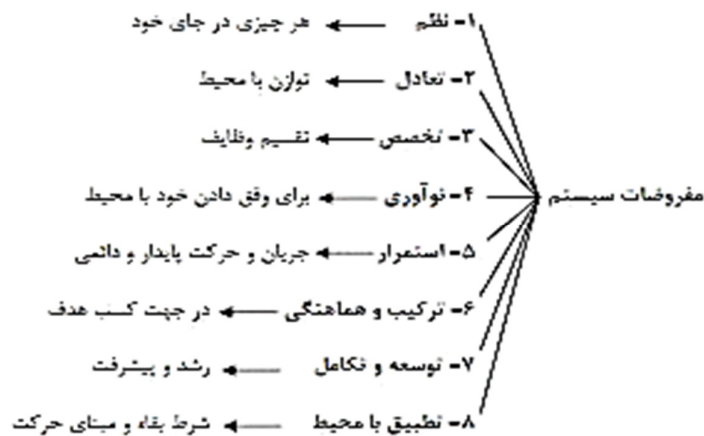 ۱- نظم ← هر چیزی در جای خود
۲- تعادل ← توازن با محیط
۳- تخصص ← تقسیم وظایف
مفروضات سیستم
۴- نوآوری ← برای وفق دادن خود با محیط
۵- استمرار ← جریان و حرکت پایدار و دائمی
۶- ترکیب و هماهنگی ← در جهت کسب هدف
۷- توسعه و تکامل ← رشد و پیشرفت
۸- تطبیق با محیط ← شرط بقاء و مبنای حرکت